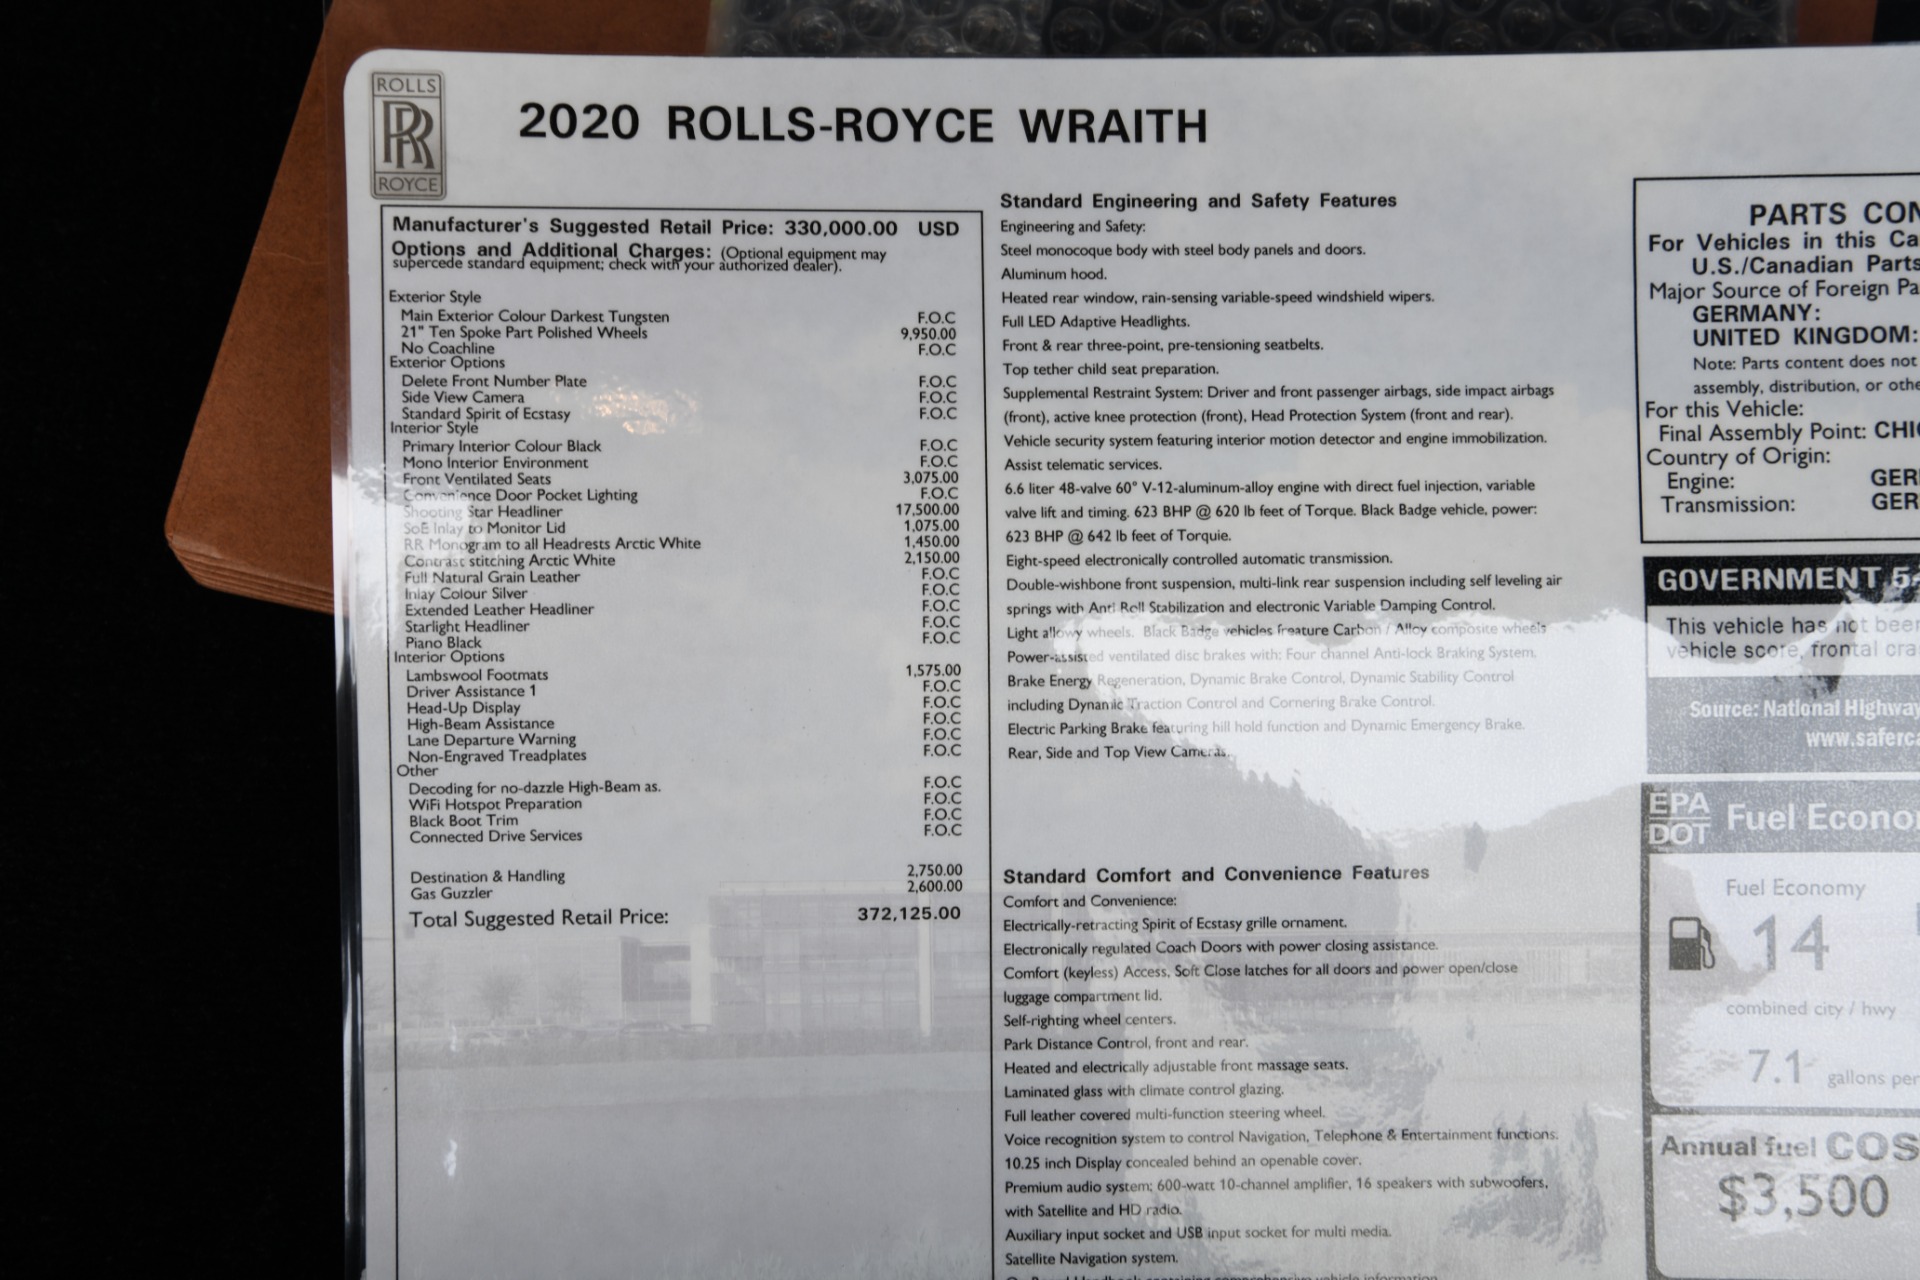 ROLLS
RR
ROYCE
2020 ROLLS-ROYCE WRAITH
Manufacturer's Suggested Retail Price: 330,000.00 USD
Options and Additional Charges: (Optional equipment may
supercede standard equipment; check with your authorized dealer).
Exterior Style
Main Exterior Colour Darkest Tungsten F.O.C
21" Ten Spoke Part Polished Wheels 9,950.00
No Coachline F.O.C
Exterior Options
Delete Front Number Plate F.O.C
Side View Camera F.O.C
Standard Spirit of Ecstasy F.O.C
Interior Style
Primary Interior Colour Black F.O.C
Mono Interior Environment F.O.C
Front Ventilated Seats 3,075.00
Convenience Door Pocket Lighting F.O.C
Shooting Star Headliner 17,500.00
SoE Inlay to Monitor Lid 1,075.00
RR Monogram to all Headrests Arctic White 1,450.00
Contrast stitching Arctic White 2,150.00
Full Natural Grain Leather F.O.C
Inlay Colour Silver F.O.C
Extended Leather Headliner F.O.C
Starlight Headliner F.O.C
Piano Black F.O.C
Interior Options
Lambswool Footmats 1,575.00
Driver Assistance 1 F.O.C
Head-Up Display F.O.C
High-Beam Assistance F.O.C
Lane Departure Warning F.O.C
Non-Engraved Treadplates F.O.C
Other
Decoding for no-dazzle High-Beam as. F.O.C
WiFi Hotspot Preparation F.O.C
Black Boot Trim F.O.C
Connected Drive Services F.O.C
Destination & Handling 2,750.00
Gas Guzzler 2,600.00
Total Suggested Retail Price: 372,125.00
Standard Engineering and Safety Features
Engineering and Safety:
Steel monocoque body with steel body panels and doors.
Aluminum hood.
Heated rear window, rain-sensing variable-speed windshield wipers.
Full LED Adaptive Headlights.
Front & rear three-point, pre-tensioning seatbelts.
Top tether child seat preparation.
Supplemental Restraint System: Driver and front passenger airbags, side impact airbags
(front), active knee protection (front), Head Protection System (front and rear).
Vehicle security system featuring interior motion detector and engine immobilization.
Assist telematic services.
6.6 liter 48-valve 60° V-12-aluminum-alloy engine with direct fuel injection, variable
valve lift and timing. 623 BHP @ 620 lb feet of Torque. Black Badge vehicle, power:
623 BHP @ 642 lb feet of Torquie.
Eight-speed electronically controlled automatic transmission.
Double-wishbone front suspension, multi-link rear suspension including self leveling air
springs with Anti Roll Stabilization and electronic Variable Damping Control.
Light allowy wheels. Black Badge vehicles freature Carbon / Alloy composite wheels
Power-assisted ventilated disc brakes with: Four channel Anti-lock Braking System,
Brake Energy Regeneration, Dynamic Brake Control, Dynamic Stability Control
including Dynamic Traction Control and Cornering Brake Control.
Electric Parking Brake featuring hill hold function and Dynamic Emergency Brake.
Rear, Side and Top View Cameras.
Standard Comfort and Convenience Features
Comfort and Convenience:
Electrically-retracting Spirit of Ecstasy grille ornament.
Electronically regulated Coach Doors with power closing assistance.
Comfort (keyless) Access, Soft Close latches for all doors and power open/close
luggage compartment lid.
Self-righting wheel centers.
Park Distance Control, front and rear.
Heated and electrically adjustable front massage seats.
Laminated glass with climate control glazing.
Full leather covered multi-function steering wheel.
Voice recognition system to control Navigation, Telephone & Entertainment functions.
10.25 inch Display concealed behind an openable cover.
Premium audio system; 600-watt 10-channel amplifier, 16 speakers with subwoofers,
with Satellite and HD radio.
Auxiliary input socket and USB input socket for multi media.
Satellite Navigation system.
PARTS CON
For Vehicles in this Ca
U.S./Canadian Parts
Major Source of Foreign Pa
GERMANY:
UNITED KINGDOM:
Note: Parts content does not
assembly, distribution, or othe
For this Vehicle:
Final Assembly Point: CHIC
Country of Origin:
Engine: GER
Transmission: GER
GOVERNMENT 5-
This vehicle has not been
vehicle score, frontal cra
Source: National Highway
www.saferca
EPA
DOT
Fuel Econo
Fuel Economy
14
combined city / hwy
7.1 gallons per
Annual fuel COS
$3,500